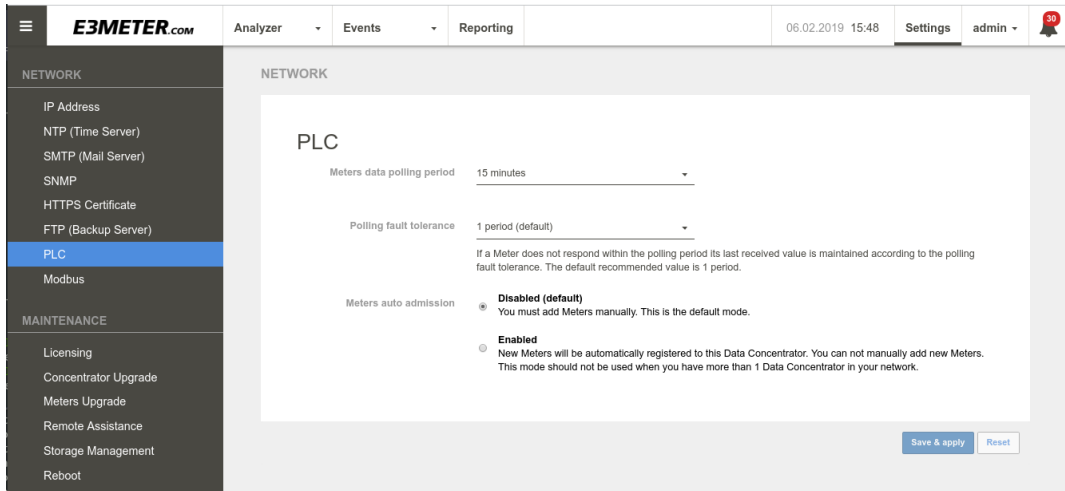 E3METER.COM
Analyzer
Events
Reporting
06.02.2019 15:48
Settings
admin
30
NETWORK
IP Address
NTP (Time Server)
SMTP (Mail Server)
SNMP
HTTPS Certificate
FTP (Backup Server)
PLC
Modbus
MAINTENANCE
Licensing
Concentrator Upgrade
Meters Upgrade
Remote Assistance
Storage Management
Reboot
NETWORK
PLC
Meters data polling period
15 minutes
Polling fault tolerance
1 period (default)
If a Meter does not respond within the polling period its last received value is maintained according to the polling
fault tolerance. The default recommended value is 1 period.
Meters auto admission
Disabled (default)
You must add Meters manually. This is the default mode.
Enabled
New Meters will be automatically registered to this Data Concentrator. You can not manually add new Meters.
This mode should not be used when you have more than 1 Data Concentrator in your network.
Save & apply
Reset